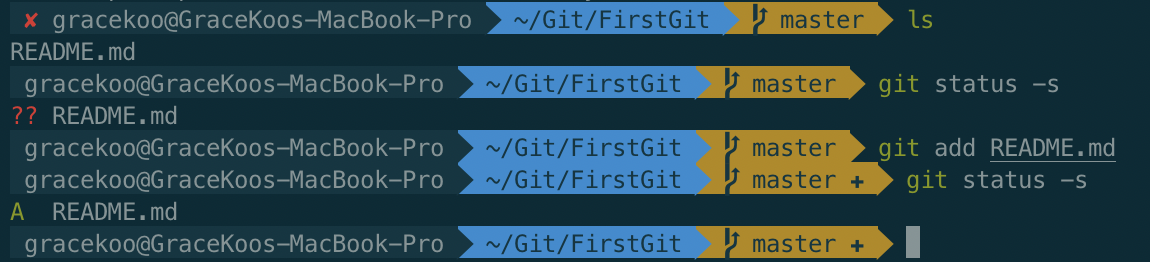 ✘ gracekoo@GraceKoos-MacBook-Pro ~/Git/FirstGit master ls
README.md
gracekoo@GraceKoos-MacBook-Pro ~/Git/FirstGit master git status -s
?? README.md
gracekoo@GraceKoos-MacBook-Pro ~/Git/FirstGit master git add README.md
gracekoo@GraceKoos-MacBook-Pro ~/Git/FirstGit master ✚ git status -s
A  README.md
gracekoo@GraceKoos-MacBook-Pro ~/Git/FirstGit master ✚